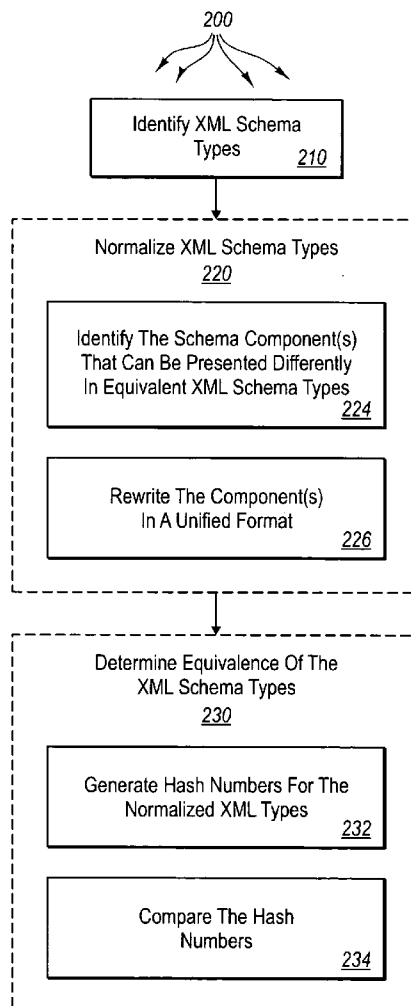 200
Identify XML Schema
Types
210
Normalize XML Schema Types
220
Identify The Schema Component(s)
That Can Be Presented Differently
In Equivalent XML Schema Types
224
Rewrite The Component(s)
In A Unified Format
226
Determine Equivalence Of The
XML Schema Types
230
Generate Hash Numbers For The
Normalized XML Types
232
Compare The Hash
Numbers
234